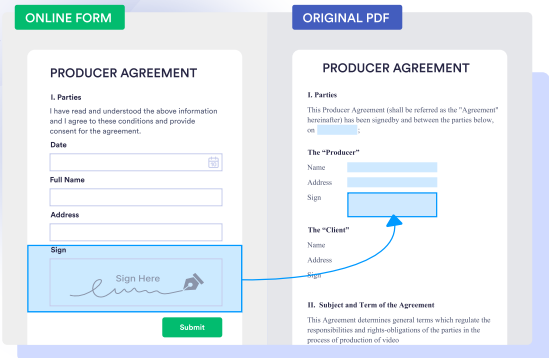 ONLINE FORM
PRODUCER AGREEMENT
I. Parties
I have read and understood the above information
and I agree to these conditions and provide
consent for the agreement.
Date
Full Name
Address
Sign
Sign Here
Submit
ORIGINAL PDF
PRODUCER AGREEMENT
I. Parties
This Producer Agreement (shall be referred as the "Agreement"
hereinafter) has been signedby and between the parties below,
on ;
The “Producer”
Name
Address
Sign
The “Client”
Name
Address
Sign
II. Subject and Term of the Agreement
This Agreement determines general terms which regulate the
responsibilities and rights-obligations of the parties in the
process of production of video